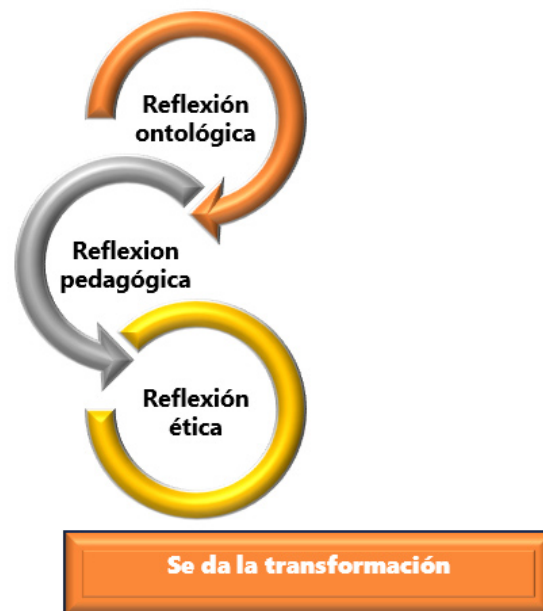 Reflexión
ontológica
Reflexion
pedagógica
Reflexión
ética
Se da la transformación